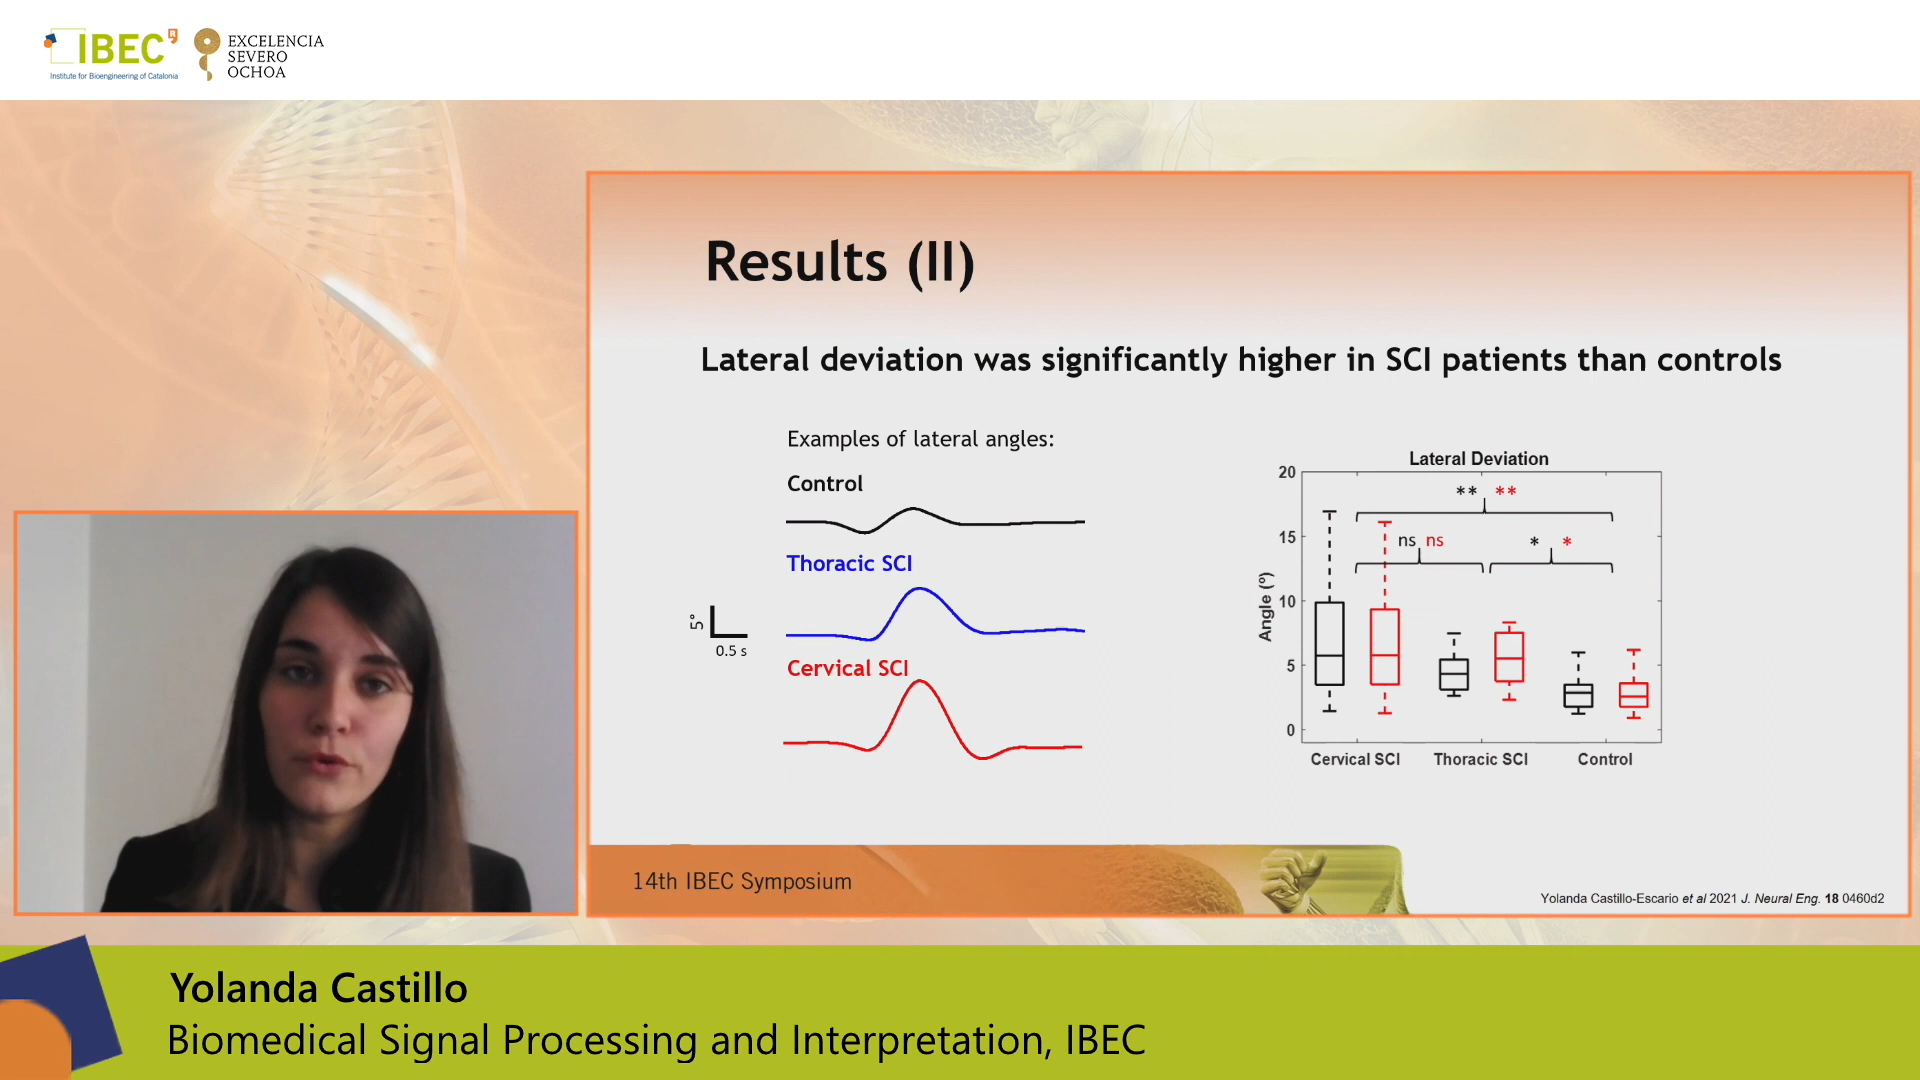 IBEC
Institute for Bioengineering of Catalonia
EXCELENCIA
SEVERO
OCHOA
Results (II)
Lateral deviation was significantly higher in SCI patients than controls
Examples of lateral angles:
Control
Thoracic SCI
5°
0.5 s
Cervical SCI
Lateral Deviation
Angle (º)
20
15
10
5
0
** **
ns ns
* *
Cervical SCI Thoracic SCI Control
14th IBEC Symposium
Yolanda Castillo-Escario et al 2021 J. Neural Eng. 18 0460d2
Yolanda Castillo
Biomedical Signal Processing and Interpretation, IBEC